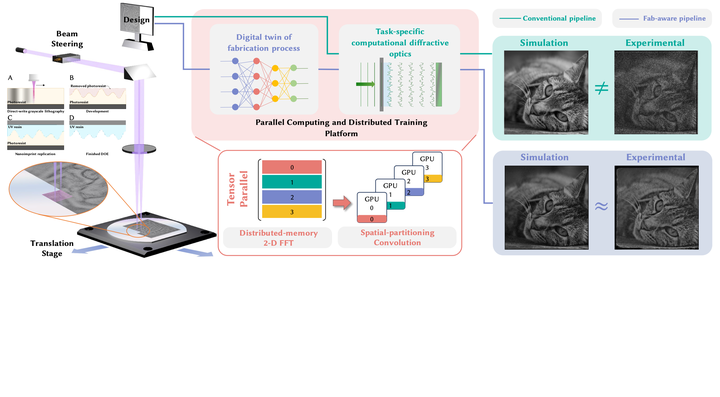 Design
Beam
Steering
A
B
Removed photoresist
Photoresist
Direct-write grayscale lithography
Development
C
D
UV resin
UV resin
Photoresist
Nanoimprint replication
Finished DOE
Translation
Stage
Digital twin of
fabrication process
Task-specific
computational diffractive
optics
Parallel Computing and Distributed Training
Platform
Tensor
Parallel
0
1
2
3
GPU
0
0
GPU
1
1
GPU
2
2
GPU
3
3
Distributed-memory
2-D FFT
Spatial-partitioning
Convolution
Conventional pipeline
Fab-aware pipeline
Simulation
Experimental
≠
Simulation
Experimental
≈